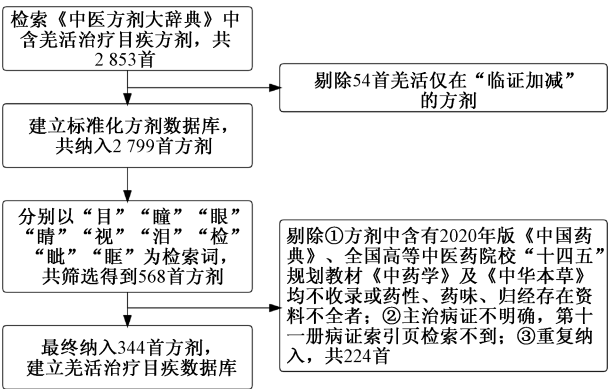 检索《中医方剂大辞典》中
含羌活治疗目疾方剂，共
2 853首
剔除54首羌活仅在“临证加减”
的方剂
建立标准化方剂数据库，
共纳入2 799首方剂
分别以“目”“瞳”“眼”
“睛”“视”“泪”“检”
“眦”“眶”为检索词，
共筛选得到568首方剂
剔除①方剂中含有2020年版《中国药
典》、全国高等中医药院校“十四五”
规划教材《中药学》及《中华本草》
均不收录或药性、药味、归经存在资
料不全者；②主治病证不明确，第十
一册病证索引页检索不到；③重复纳
入，共224首
最终纳入344首方剂，
建立羌活治疗目疾数据库